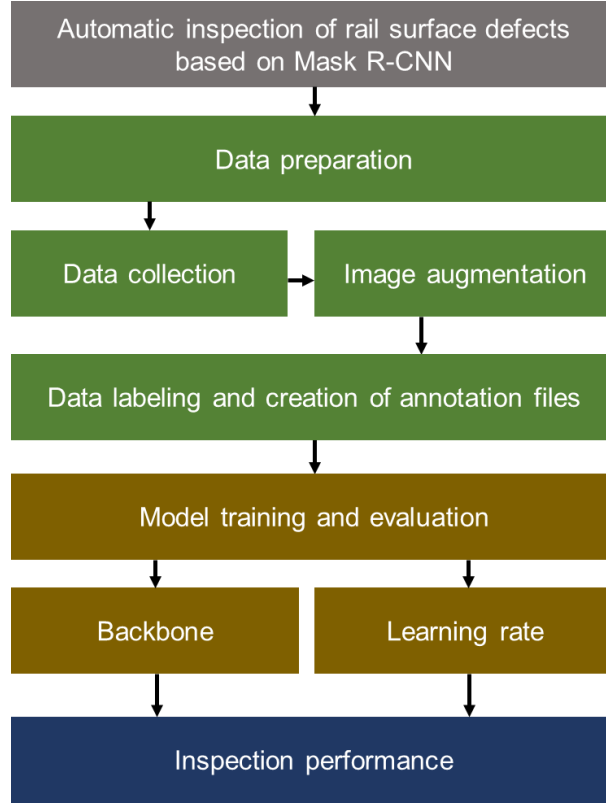 Automatic inspection of rail surface defects
based on Mask R-CNN
Data preparation
Data collection
Image augmentation
Data labeling and creation of annotation files
Model training and evaluation
Backbone
Learning rate
Inspection performance